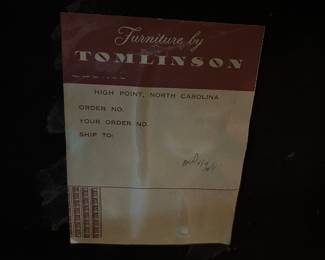 Furniture by
TOMLINSON
HIGH POINT, NORTH CAROLINA
ORDER NO.
YOUR ORDER NO.
SHIP TO: